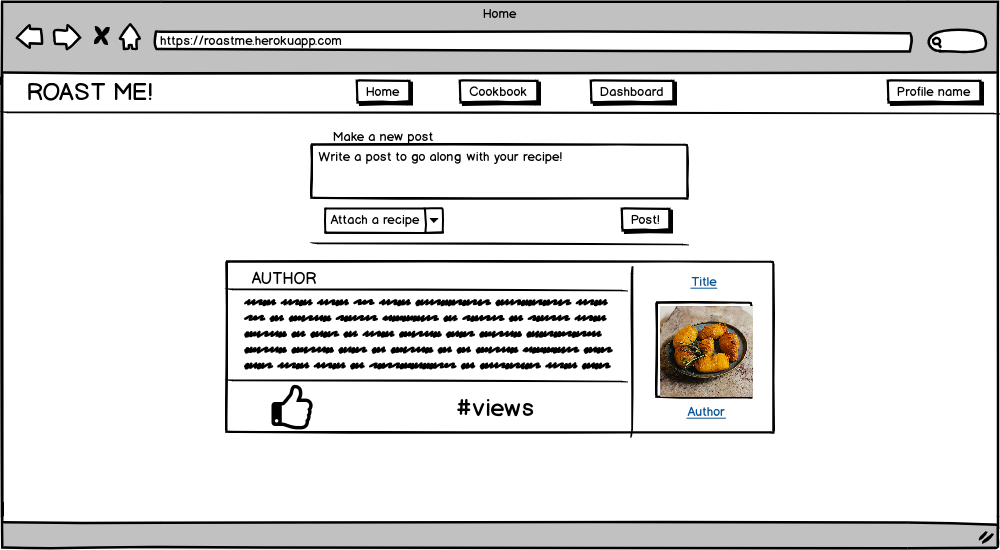 Home
https://roastme.herokuapp.com
ROAST ME!
Home
Cookbook
Dashboard
Profile name
Make a new post
Write a post to go along with your recipe!
Attach a recipe
Post!
AUTHOR
Title
#views
Author